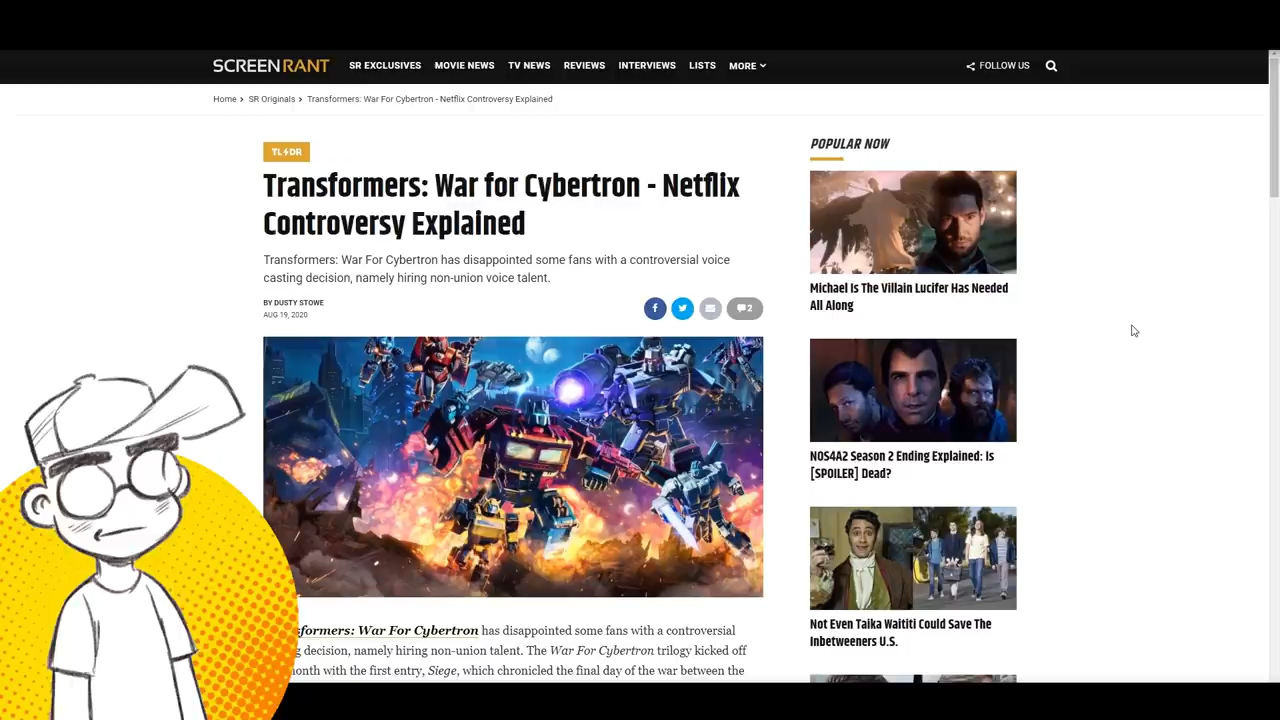 SCREENRANT SR EXCLUSIVES MOVIE NEWS TV NEWS REVIEWS INTERVIEWS LISTS MORE FOLLOW US
Home › SR Originals › Transformers: War For Cybertron - Netflix Controversy Explained
TL DR
Transformers: War for Cybertron - Netflix
Controversy Explained
Transformers: War For Cybertron has disappointed some fans with a controversial voice
casting decision, namely hiring non-union voice talent.
BY DUSTY STOWE
AUG 19, 2020
2
formers: War For Cybertron has disappointed some fans with a controversial
decision, namely hiring non-union talent. The War For Cybertron trilogy kicked off
onth with the first entry, Siege, which chronicled the final day of the war between the
POPULAR NOW
Michael Is The Villain Lucifer Has Needed
All Along
NOS4A2 Season 2 Ending Explained: Is
[SPOILER] Dead?
Not Even Taika Waititi Could Save The
Inbetweeners U.S.